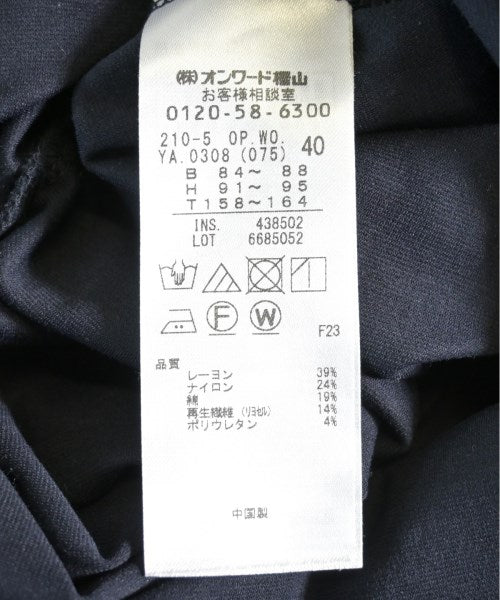 ㈱オンワード樫山
お客様相談室
0120-58-6300
210-5 OP.WO.
YA.0308 (075) 40
B 84～ 88
H 91～ 95
T 158～164
INS. 438502
LOT 6685052
F W
F23
品質
レーヨン 39%
ナイロン 24%
綿 19%
再生繊維 (リヨセル) 14%
ポリウレタン 4%
中国製